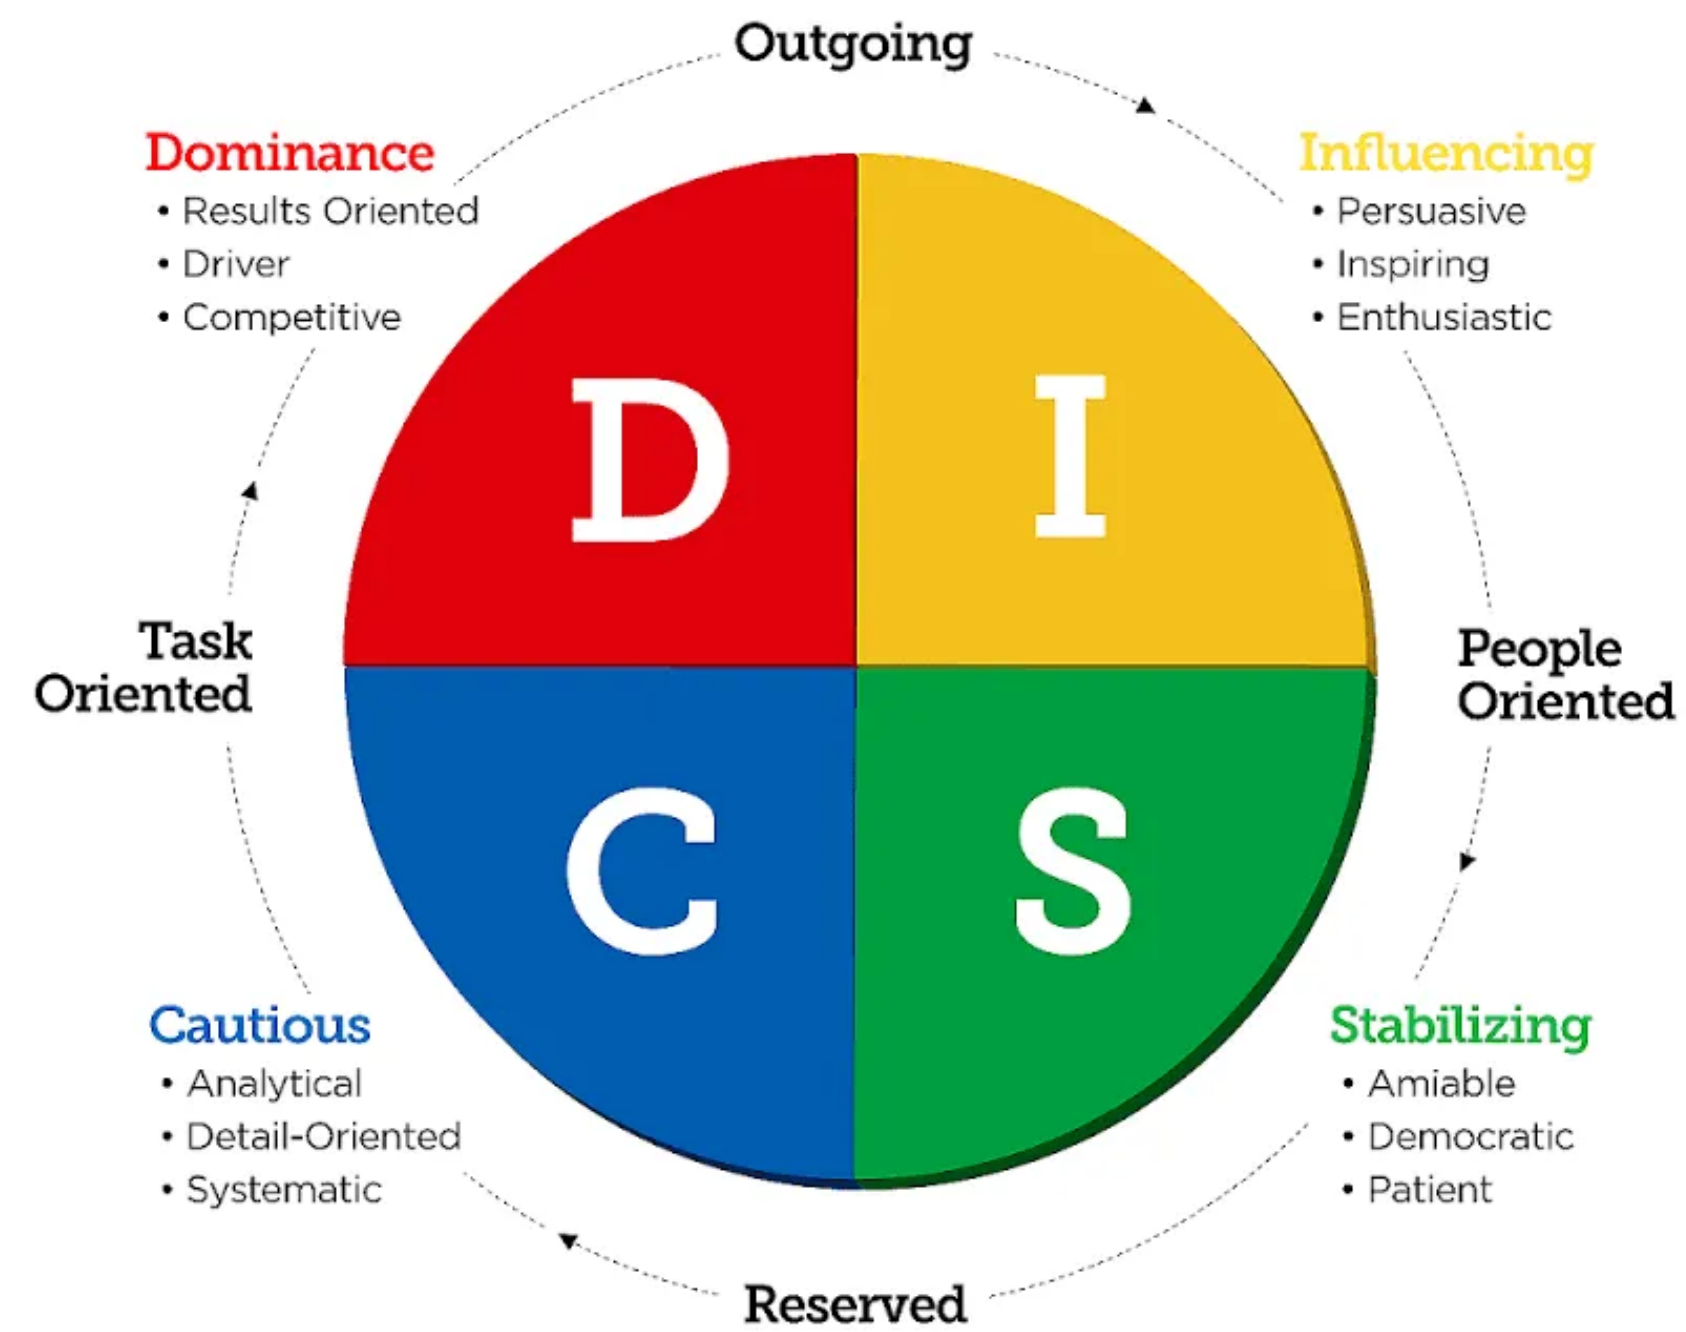 Outgoing
Dominance
• Results Oriented
• Driver
• Competitive
Influencing
• Persuasive
• Inspiring
• Enthusiastic
D
I
Task
Oriented
People
Oriented
C
S
Cautious
• Analytical
• Detail-Oriented
• Systematic
Stabilizing
• Amiable
• Democratic
• Patient
Reserved